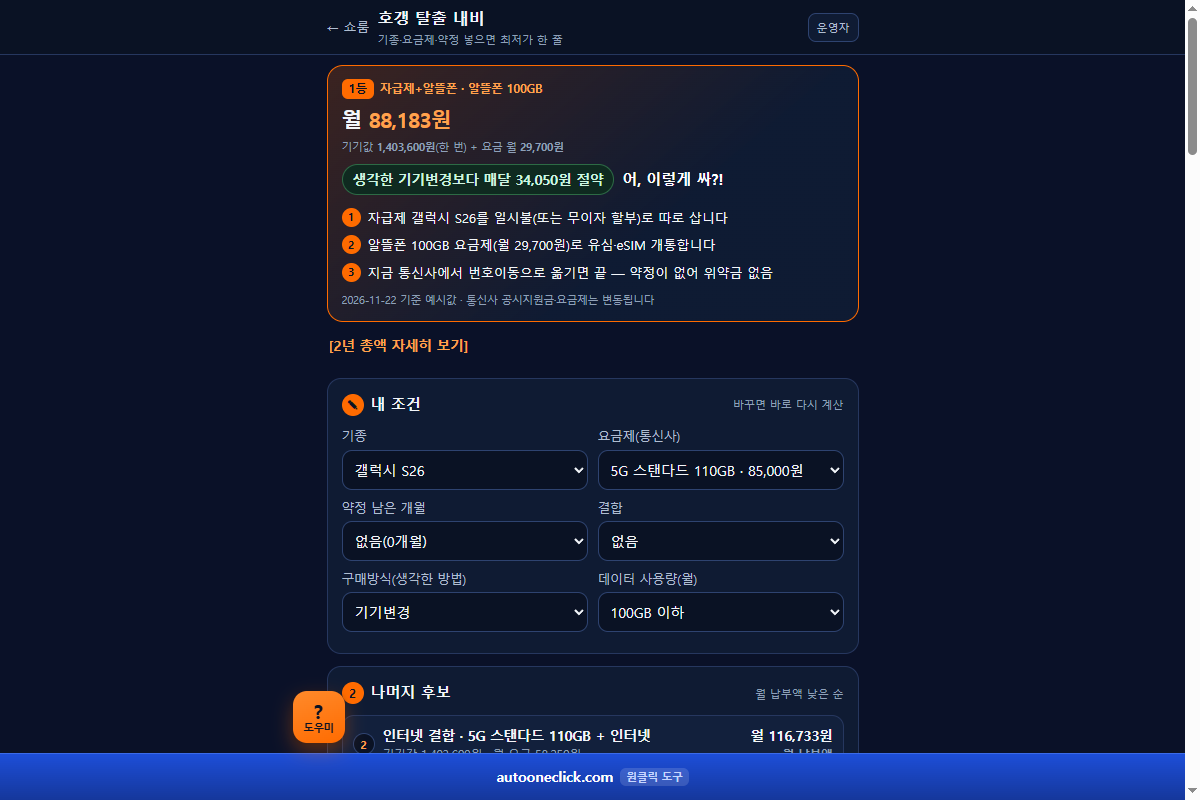 ← 쇼룸
호갱 탈출 내비
기종·요금제·약정 넣으면 최저가 한 줄
운영자
1등 자급제+알뜰폰 · 알뜰폰 100GB
월 88,183원
기기값 1,403,600원(한 번) + 요금 월 29,700원
생각한 기기변경보다 매달 34,050원 절약 어, 이렇게 싸?!
1 자급제 갤럭시 S26를 일시불(또는 무이자 할부)로 따로 삽니다
2 알뜰폰 100GB 요금제(월 29,700원)로 유심·eSIM 개통합니다
3 지금 통신사에서 번호이동으로 옮기면 끝 — 약정이 없어 위약금 없음
2026-11-22 기준 예시값 · 통신사 공시지원금·요금제는 변동됩니다
[2년 총액 자세히 보기]
내 조건 바꾸면 바로 다시 계산
기종 요금제(통신사)
갤럭시 S26 5G 스탠다드 110GB · 85,000원
약정 남은 개월 결합
없음(0개월) 없음
구매방식(생각한 방법) 데이터 사용량(월)
기기변경 100GB 이하
2 나머지 후보 월 납부액 낮은 순
2 인터넷 결합 · 5G 스탠다드 110GB + 인터넷 월 116,733원
?
도우미
autooneclick.com 원클릭 도구